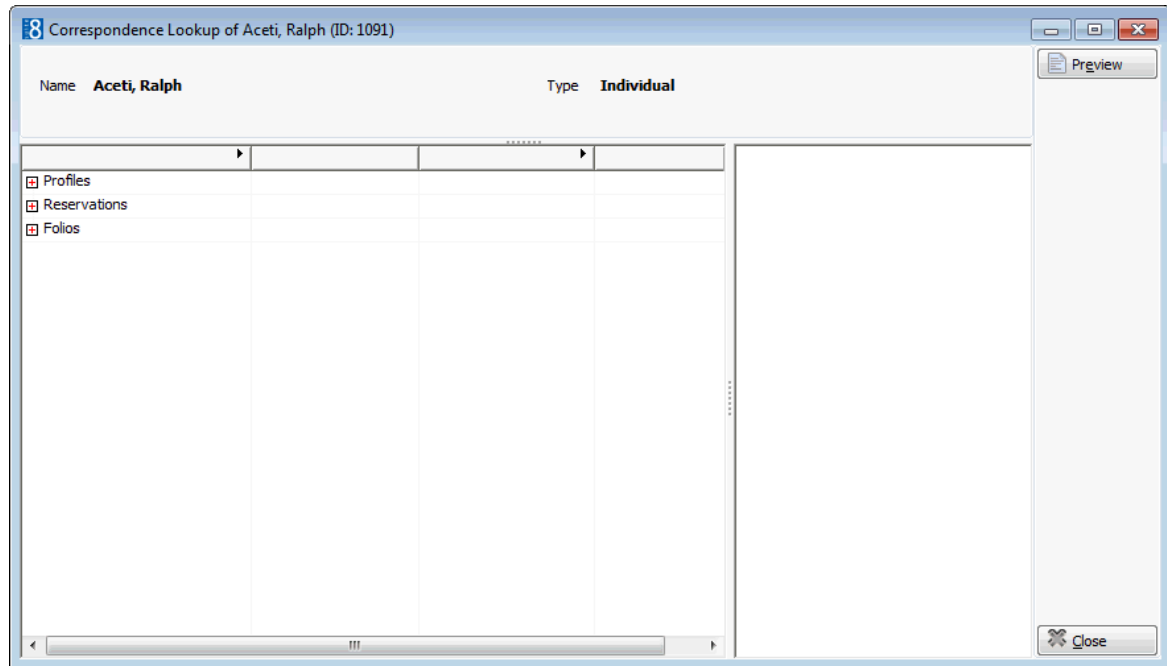 8 Correspondence Lookup of Aceti, Ralph (ID: 1091)
Preview
Name Aceti, Ralph Type Individual
Profiles
Reservations
Folios
Close